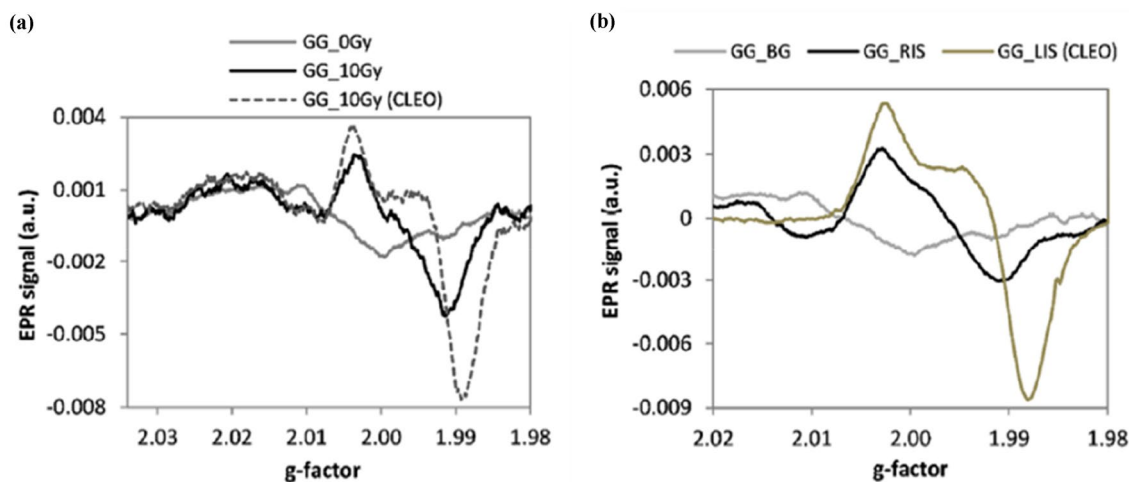 (a)
GG_0Gy
GG_10Gy
GG_10Gy (CLEO)
0.004
0.001
-0.002
-0.005
-0.008
EPR signal (a.u.)
2.03 2.02 2.01 2.00 1.99 1.98
g-factor
(b)
GG_BG GG_RIS GG_LIS (CLEO)
0.006
0.003
0
-0.003
-0.006
-0.009
EPR signal (a.u.)
2.02 2.01 2.00 1.99 1.98
g-factor